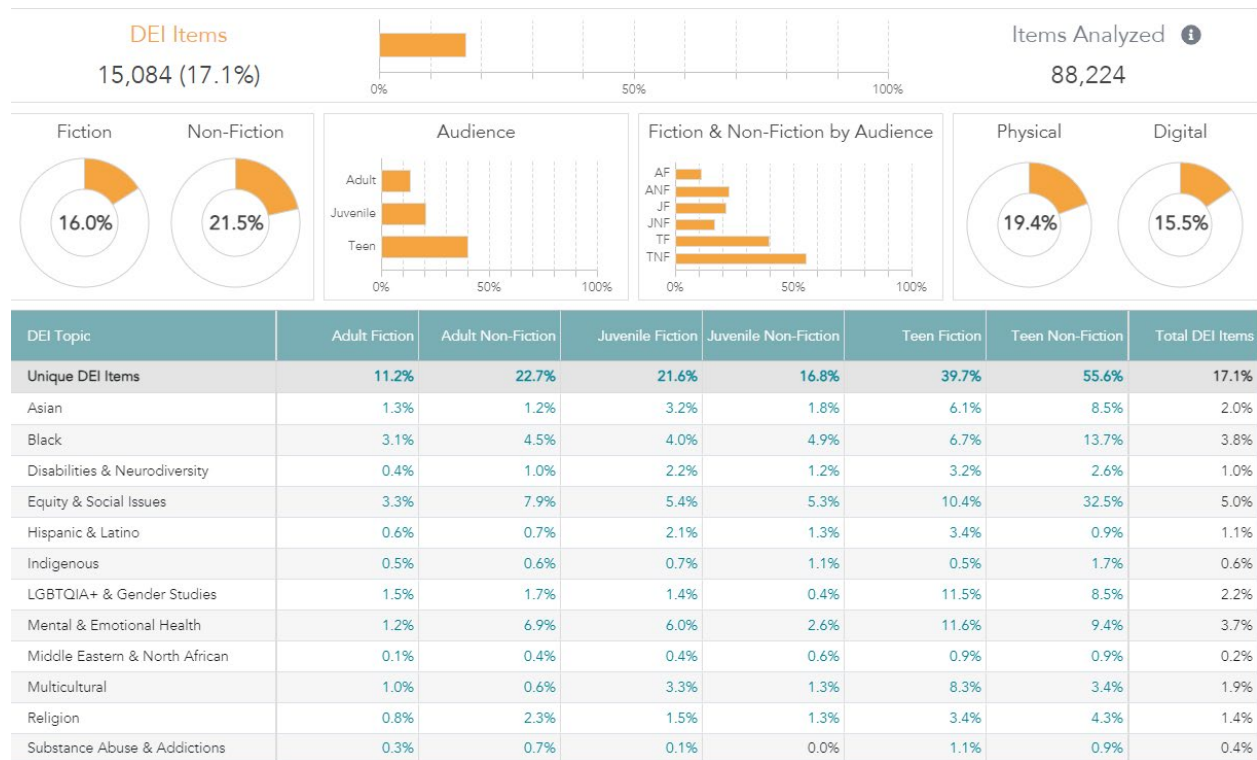 DEI Items
15,084 (17.1%)
0% 50% 100%
Items Analyzed i
88,224
Fiction Non-Fiction
16.0% 21.5%
Audience
Adult
Juvenile
Teen
0% 50% 100%
Fiction & Non-Fiction by Audience
AF
ANF
JF
JNF
TF
TNF
0% 50% 100%
Physical Digital
19.4% 15.5%
DEI Topic Adult Fiction Adult Non-Fiction Juvenile Fiction Juvenile Non-Fiction Teen Fiction Teen Non-Fiction Total DEI Items
Unique DEI Items 11.2% 22.7% 21.6% 16.8% 39.7% 55.6% 17.1%
Asian 1.3% 1.2% 3.2% 1.8% 6.1% 8.5% 2.0%
Black 3.1% 4.5% 4.0% 4.9% 6.7% 13.7% 3.8%
Disabilities & Neurodiversity 0.4% 1.0% 2.2% 1.2% 3.2% 2.6% 1.0%
Equity & Social Issues 3.3% 7.9% 5.4% 5.3% 10.4% 32.5% 5.0%
Hispanic & Latino 0.6% 0.7% 2.1% 1.3% 3.4% 0.9% 1.1%
Indigenous 0.5% 0.6% 0.7% 1.1% 0.5% 1.7% 0.6%
LGBTQIA+ & Gender Studies 1.5% 1.7% 1.4% 0.4% 11.5% 8.5% 2.2%
Mental & Emotional Health 1.2% 6.9% 6.0% 2.6% 11.6% 9.4% 3.7%
Middle Eastern & North African 0.1% 0.4% 0.4% 0.6% 0.9% 0.9% 0.2%
Multicultural 1.0% 0.6% 3.3% 1.3% 8.3% 3.4% 1.9%
Religion 0.8% 2.3% 1.5% 1.3% 3.4% 4.3% 1.4%
Substance Abuse & Addictions 0.3% 0.7% 0.1% 0.0% 1.1% 0.9% 0.4%